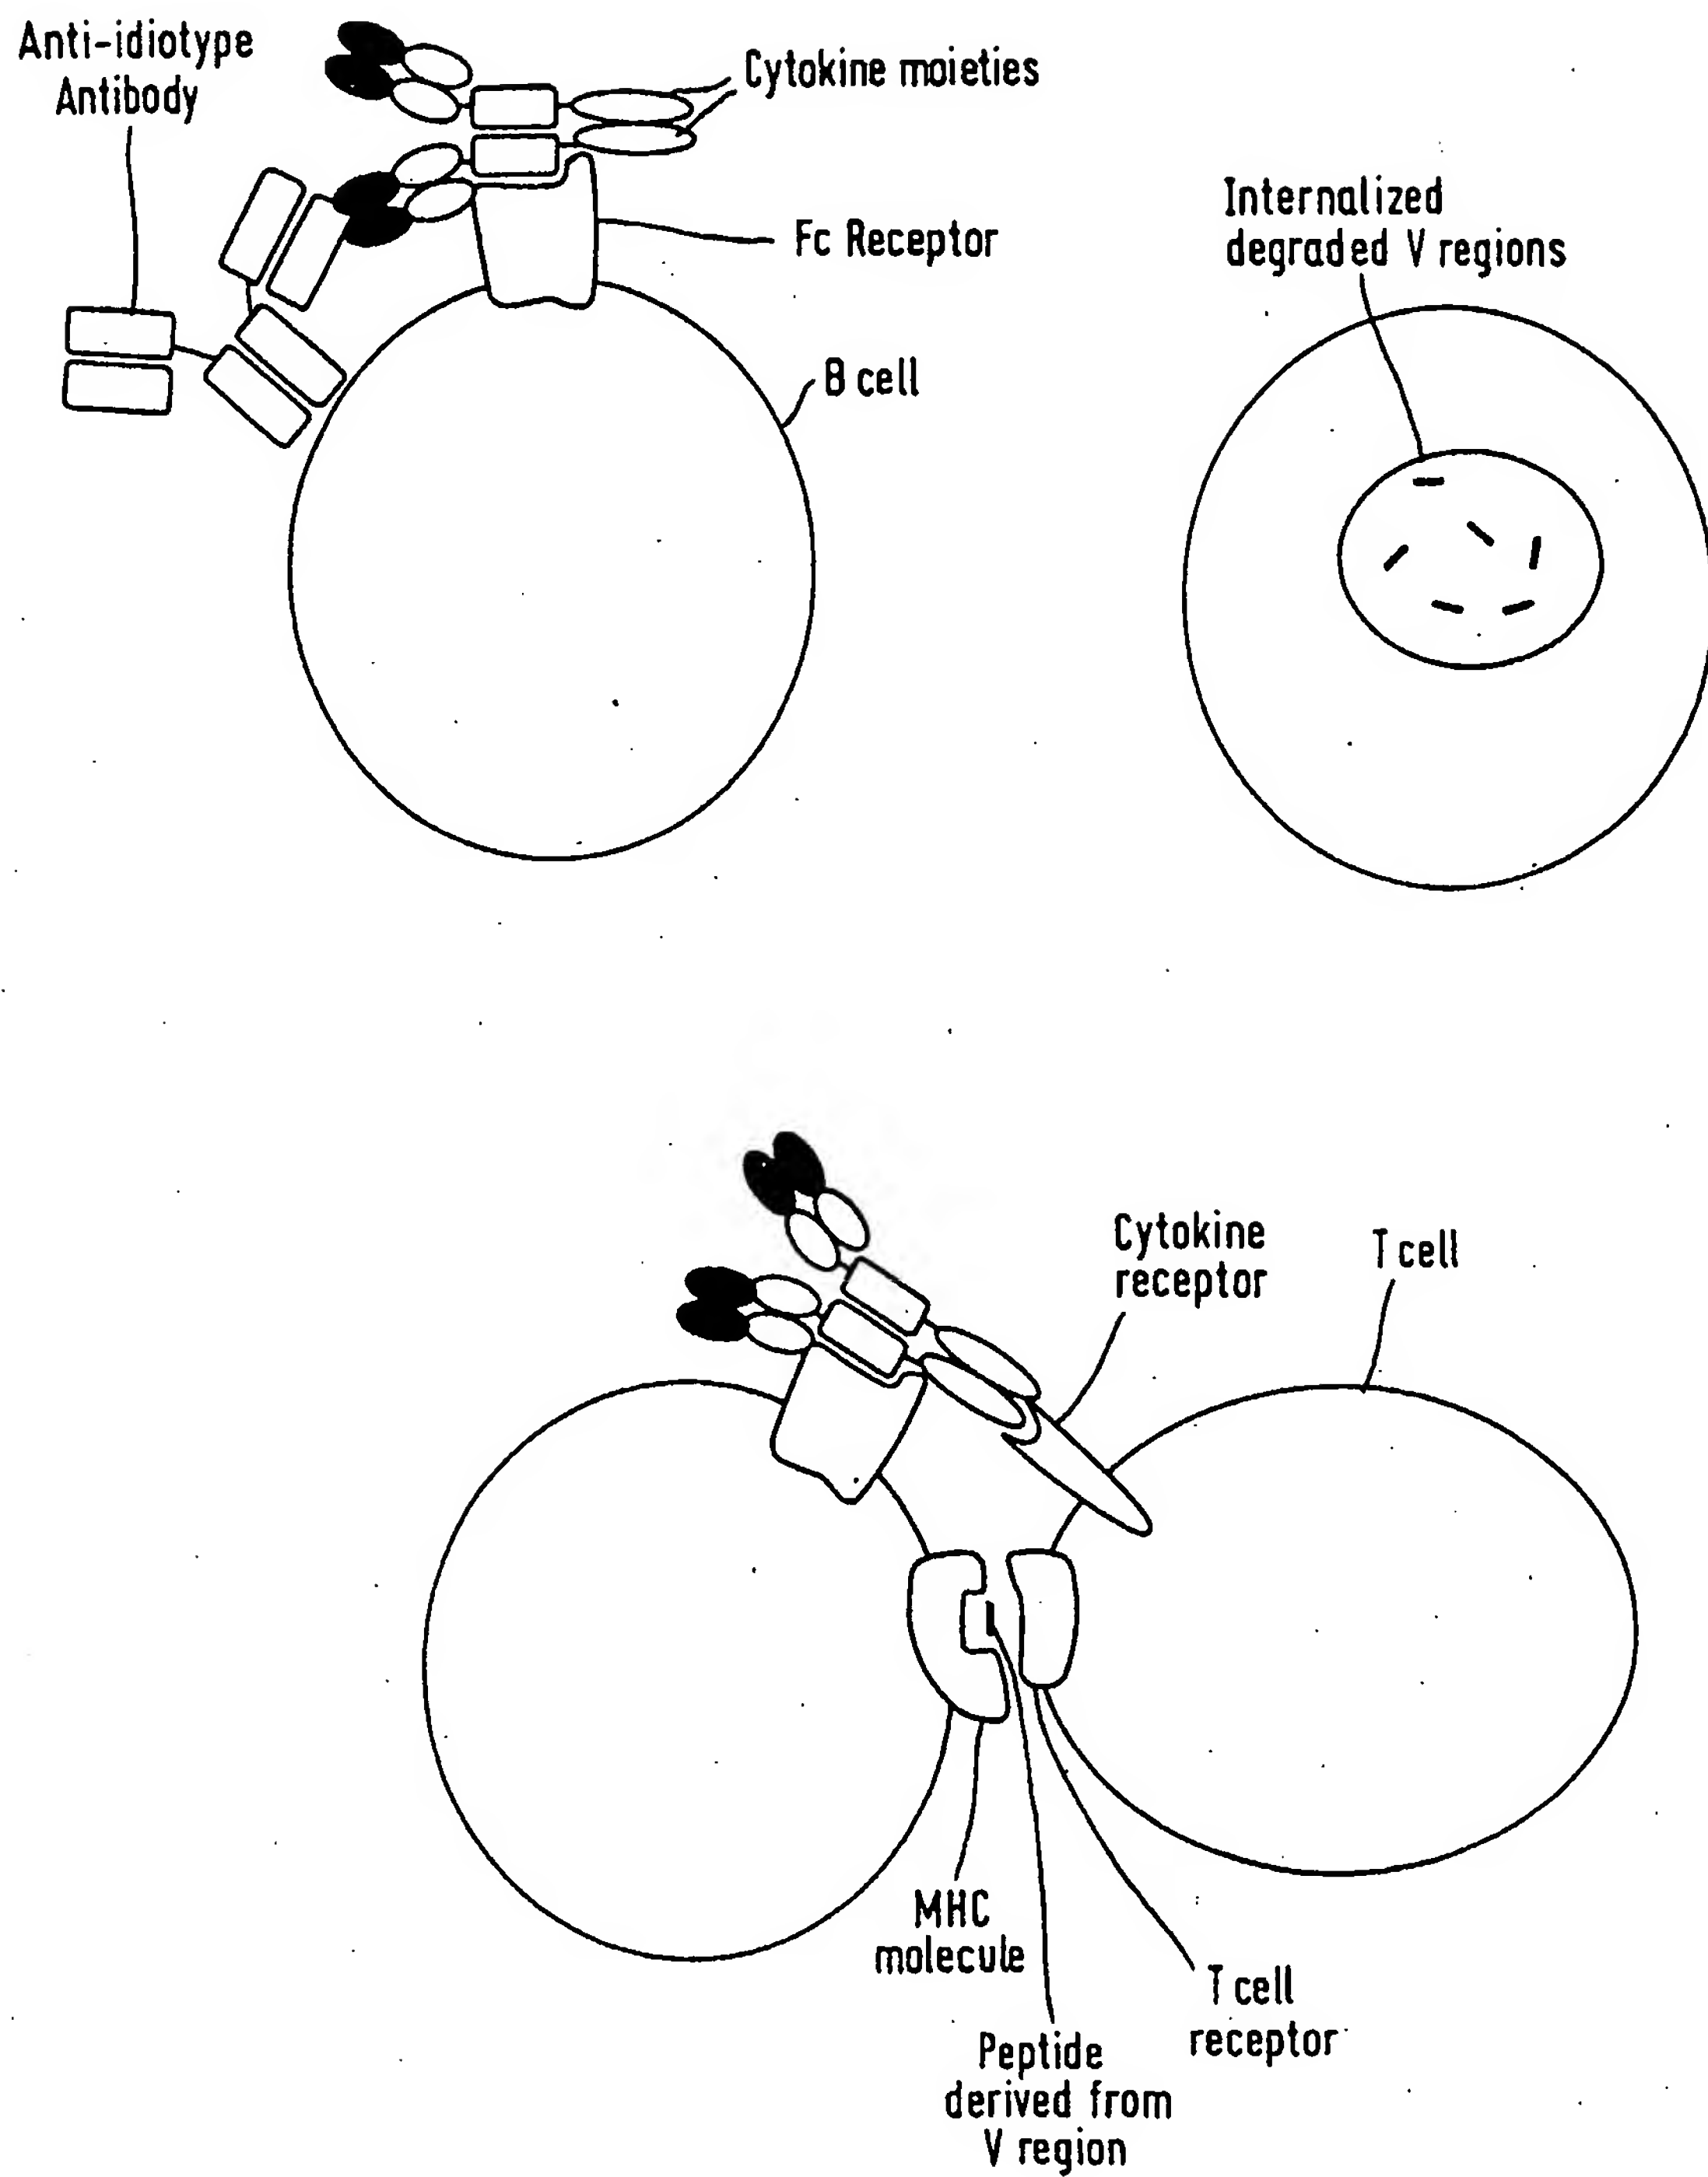 Anti-idiotype
Antibody
Cytokine moieties
Fc Receptor
B cell
Internalized
degraded V regions
Cytokine
receptor
T cell
MHC
molecule
T cell
receptor
Peptide
derived from
V region